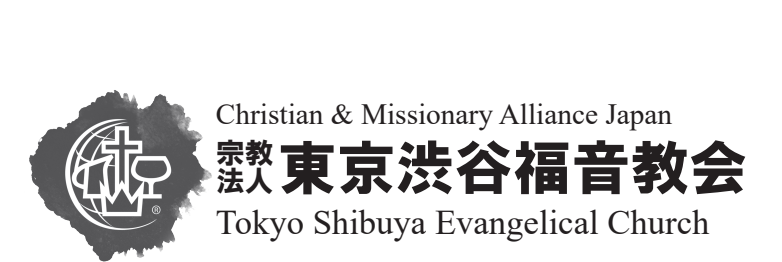 Christian & Missionary Alliance Japan
宗教法人 東京渋谷福音教会
Tokyo Shibuya Evangelical Church
®